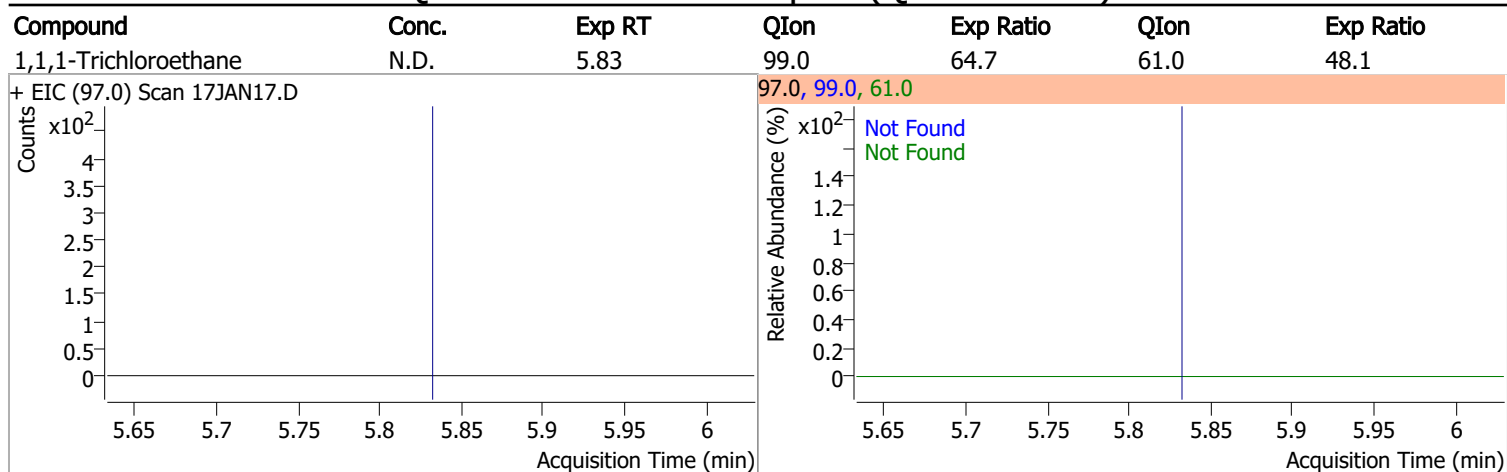 Compound Conc. Exp RT QIon Exp Ratio QIon Exp Ratio
1,1,1-Trichloroethane N.D. 5.83 99.0 64.7 61.0 48.1
+ EIC (97.0) Scan 17JAN17.D
Counts
x10²
4
3.5
3
2.5
2
1.5
1
0.5
0
5.65 5.7 5.75 5.8 5.85 5.9 5.95 6
Acquisition Time (min)
97.0, 99.0, 61.0
Relative Abundance (%)
x10²
Not Found
Not Found
1.4
1.2
1
0.8
0.6
0.4
0.2
0
5.65 5.7 5.75 5.8 5.85 5.9 5.95 6
Acquisition Time (min)